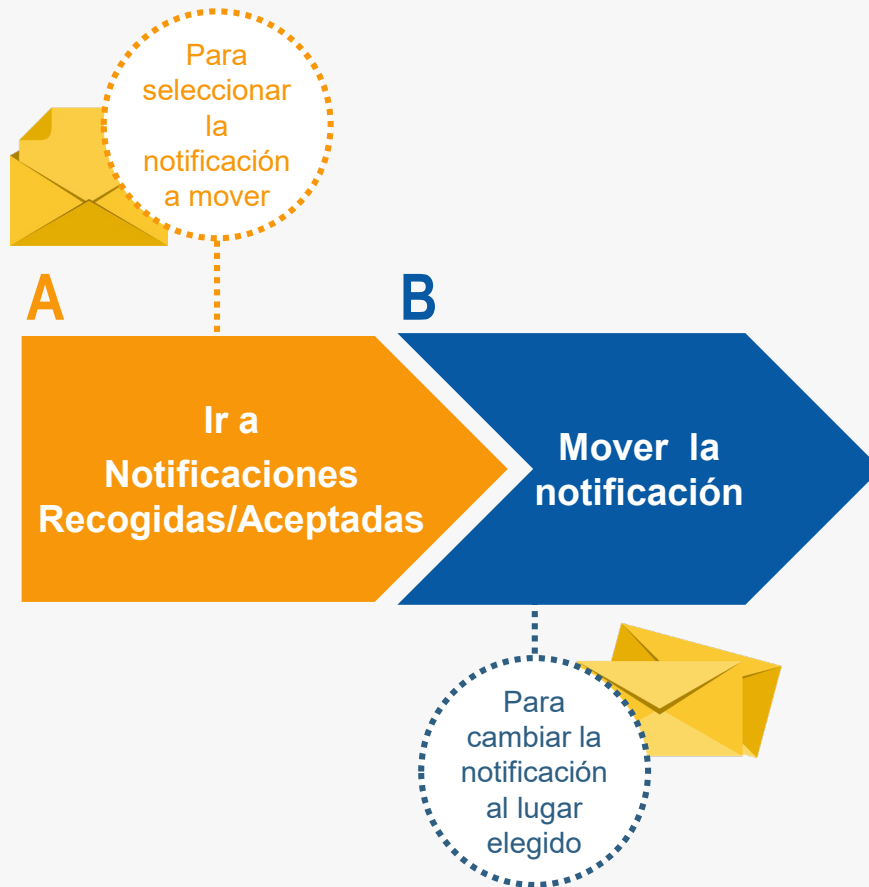 Para
seleccionar
la
notificación
a mover
A
Ir a
Notificaciones
Recogidas/Aceptadas
B
Mover la
notificación
Para
cambiar la
notificación
al lugar
elegido